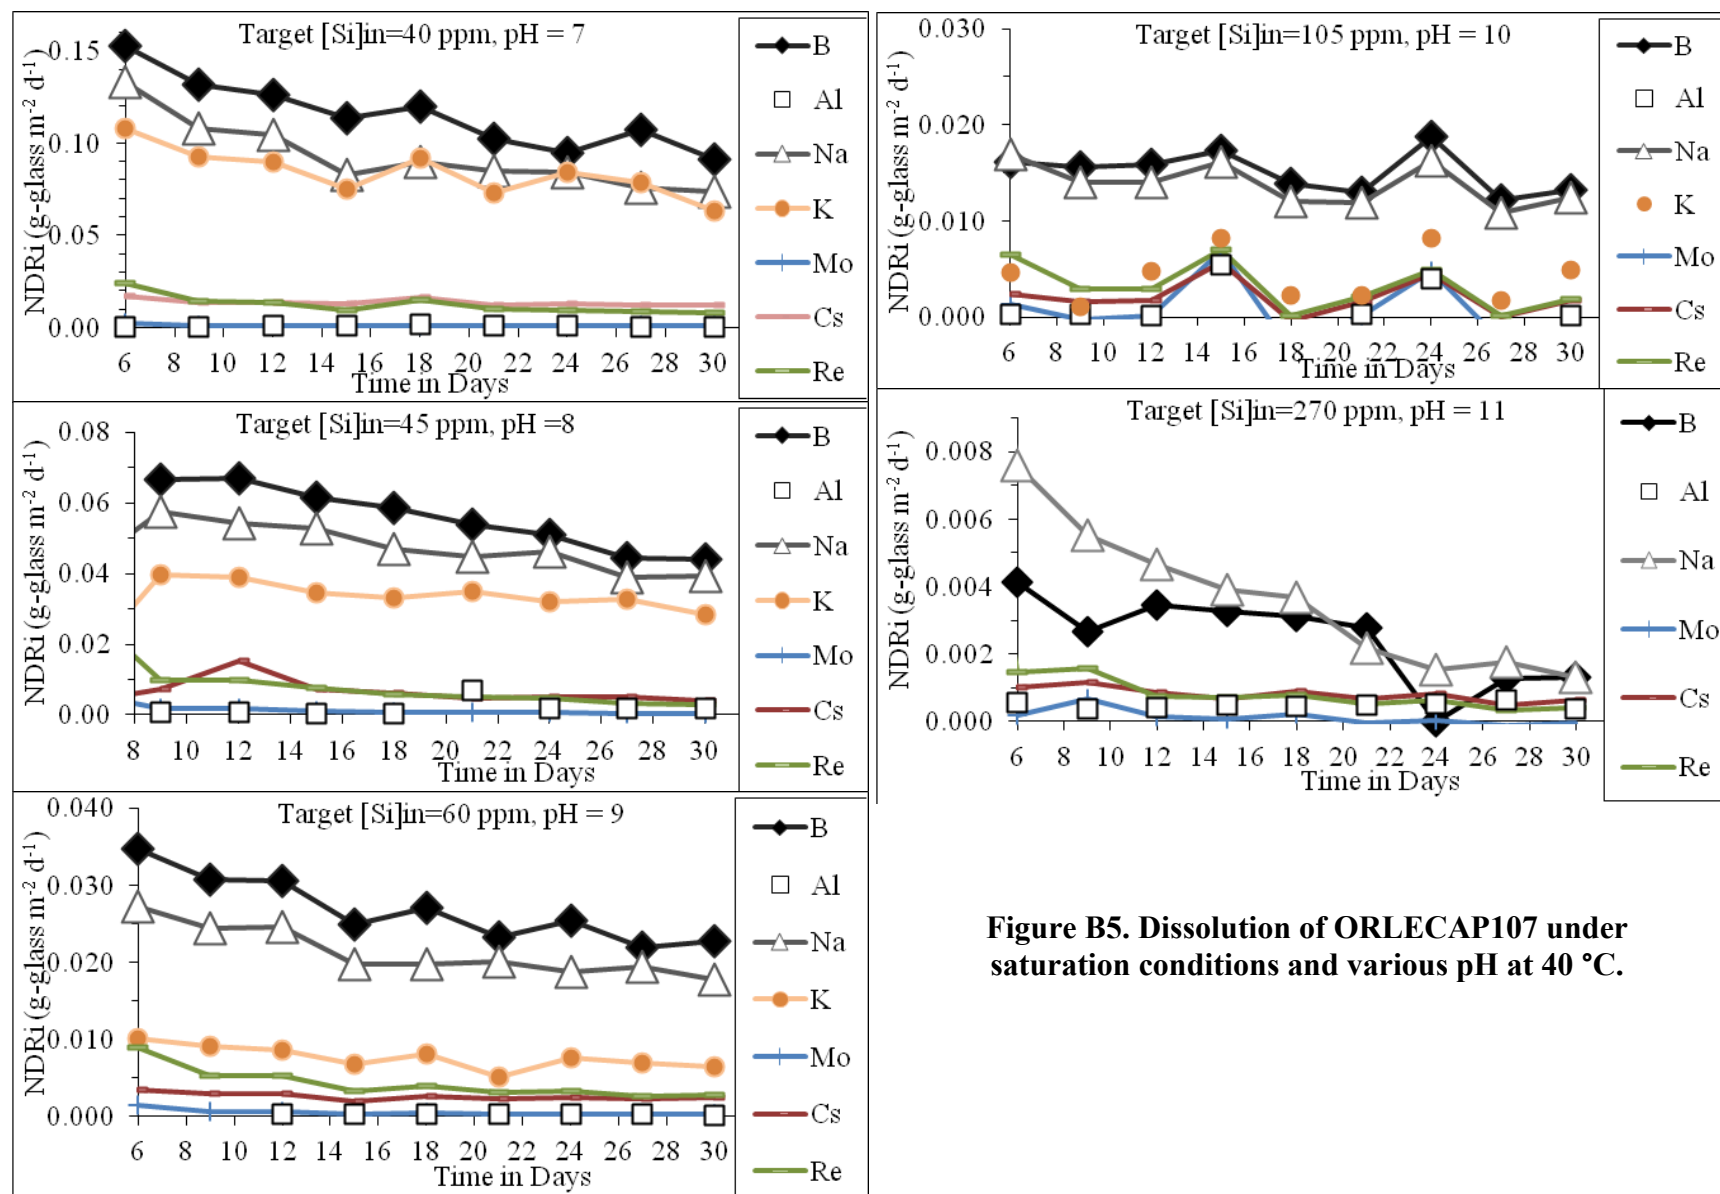 Target [Si]in=40 ppm, pH = 7
NDRi (g-glass m-2 d-1)
0.15
0.10
0.05
0.00
6 8 10 12 14 16 18 20 22 24 26 28 30
Time in Days
B
Al
Na
K
Mo
Cs
Re
Target [Si]in=45 ppm, pH =8
NDRi (g-glass m-2 d-1)
0.08
0.06
0.04
0.02
0.00
8 10 12 14 16 18 20 22 24 26 28 30
Time in Days
B
Al
Na
K
Mo
Cs
Re
Target [Si]in=60 ppm, pH = 9
NDRi (g-glass m-2 d-1)
0.040
0.030
0.020
0.010
0.000
6 8 10 12 14 16 18 20 22 24 26 28 30
Time in Days
B
Al
Na
K
Mo
Cs
Re
Target [Si]in=105 ppm, pH = 10
NDRi (g-glass m-2 d-1)
0.030
0.020
0.010
0.000
6 8 10 12 14 16 18 20 22 24 26 28 30
Time in Days
B
Al
Na
K
Mo
Cs
Re
Target [Si]in=270 ppm, pH = 11
NDRi (g-glass m-2 d-1)
0.008
0.006
0.004
0.002
0.000
6 8 10 12 14 16 18 20 22 24 26 28 30
Time in Days
B
Al
Na
Mo
Cs
Re
Figure B5. Dissolution of ORLECAP107 under
saturation conditions and various pH at 40 °C.